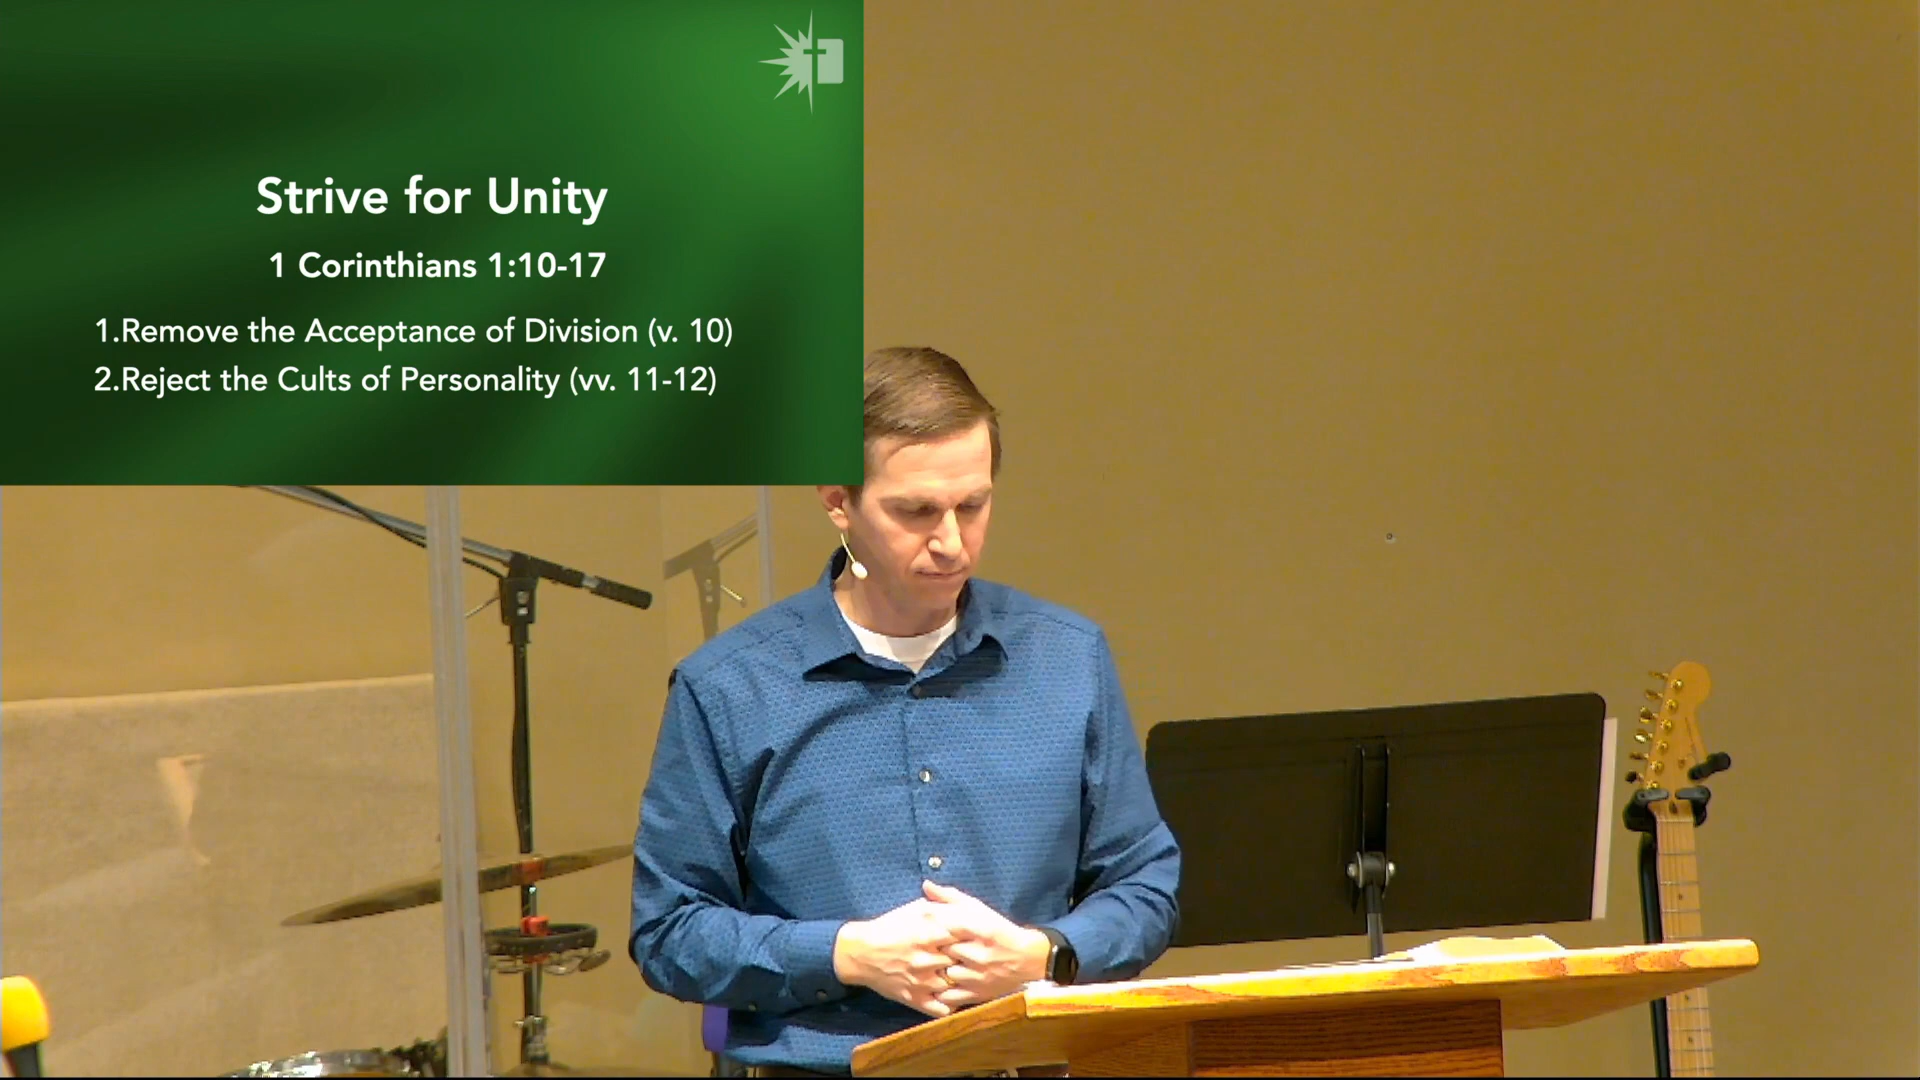 Strive for Unity
1 Corinthians 1:10-17
1.Remove the Acceptance of Division (v. 10)
2.Reject the Cults of Personality (vv. 11-12)